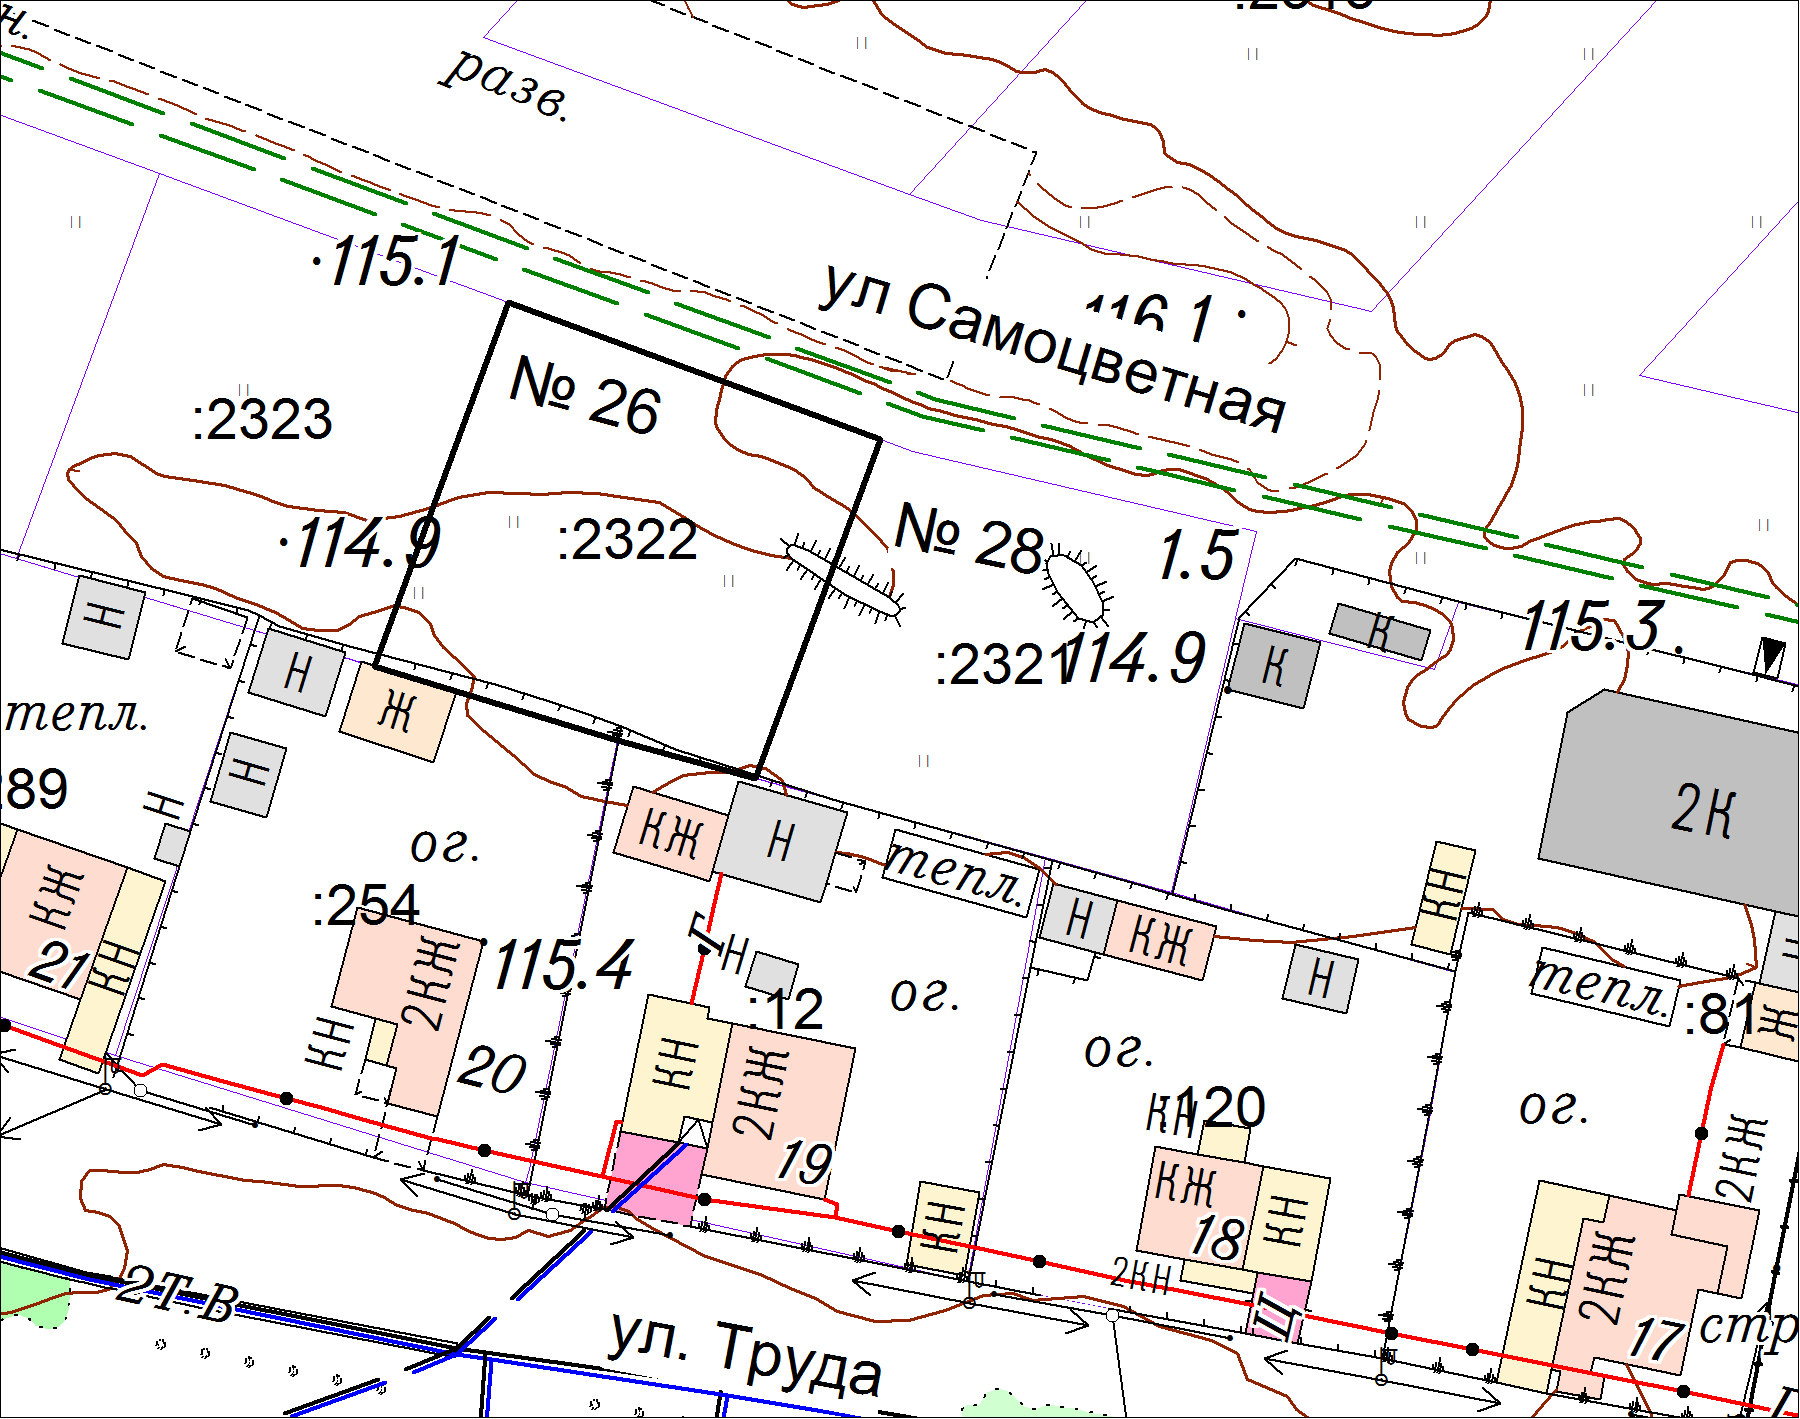 н.
разв.
115.1
ул Самоцветная
116.1
№ 26
:2323
114.9
:2322
№ 28
1.5
:2321
114.9
115.3
Н
Н
Ж
К
К
тепл.
Н
:89
Н
ог.
КЖ
Н
тепл.
2К
:254
КЖ
21
КН
2КЖ
115.4
Г
Н
:12
ог.
Н
КЖ
КН
Н
тепл.
:81
Ж
КН
20
КН
2КЖ
19
ог.
КН
:120
ог.
2КЖ
КН
КЖ
18
КН
2КН
Ц
КН
2КЖ
17
стр
2Т.В
ул. Труда